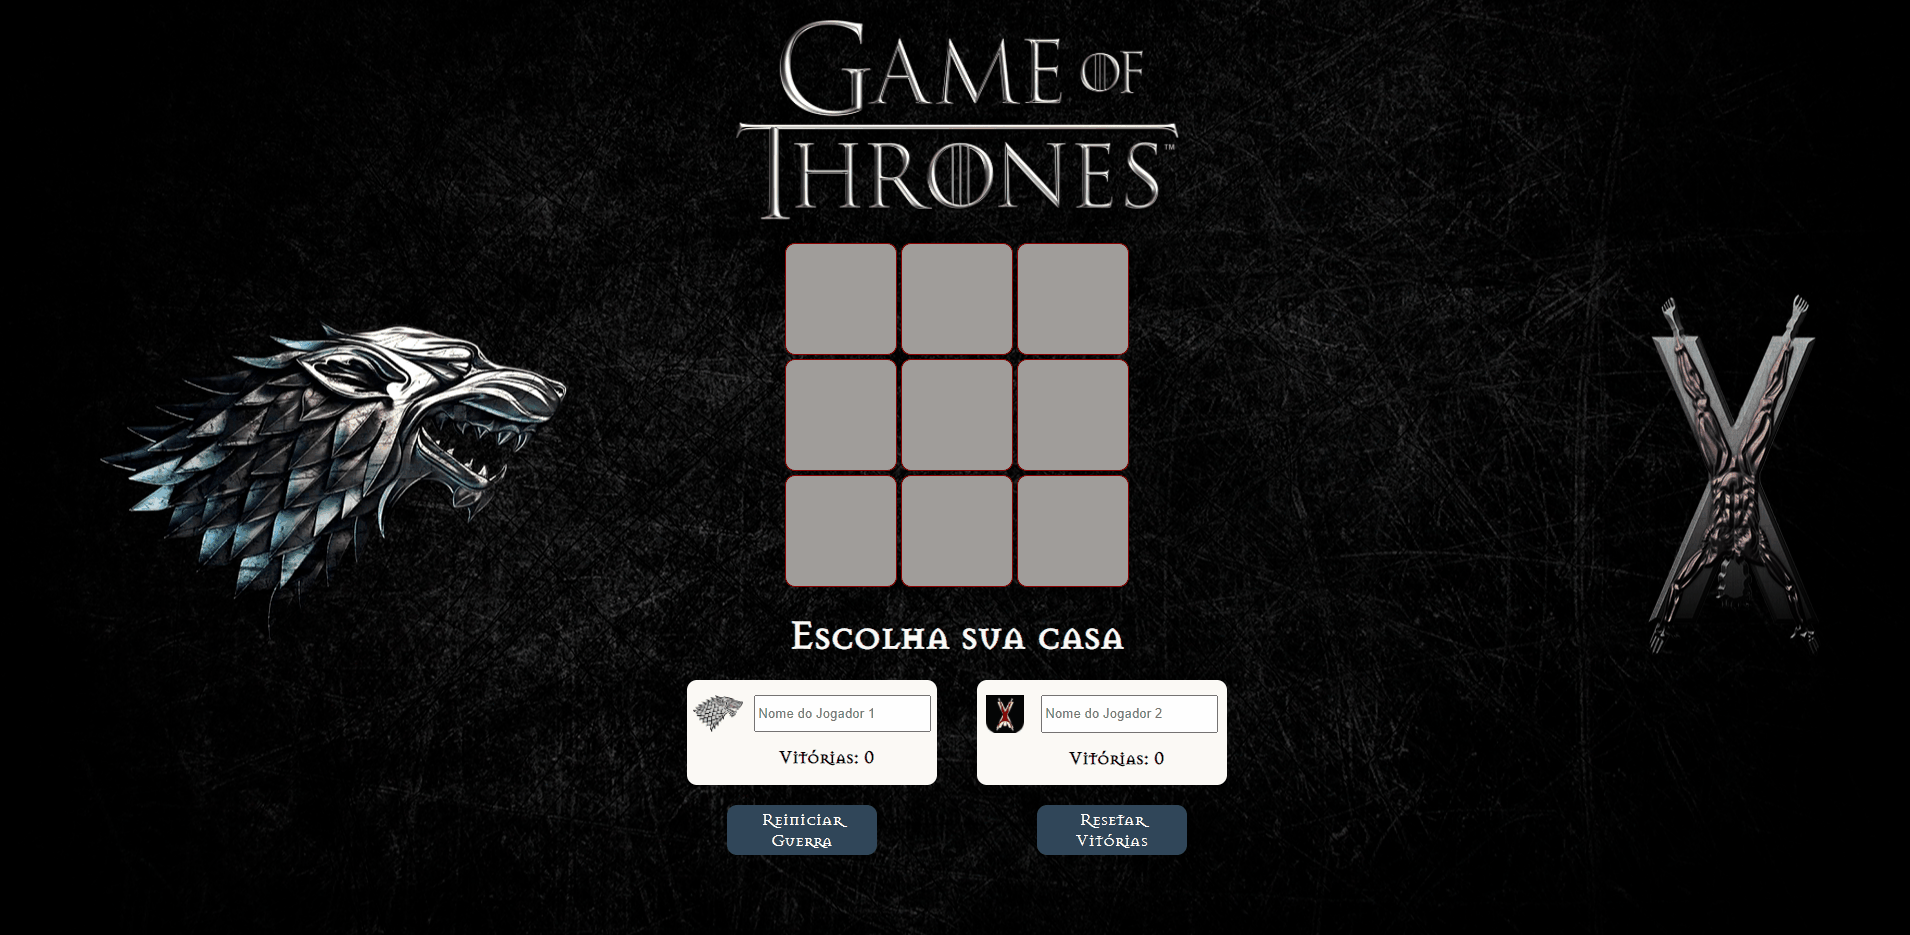 GAME OF
THRONES™
Escolha sua casa
Nome do Jogador 1
Vitórias: 0
Nome do Jogador 2
Vitórias: 0
Reiniciar
Guerra
Resetar
Vitórias